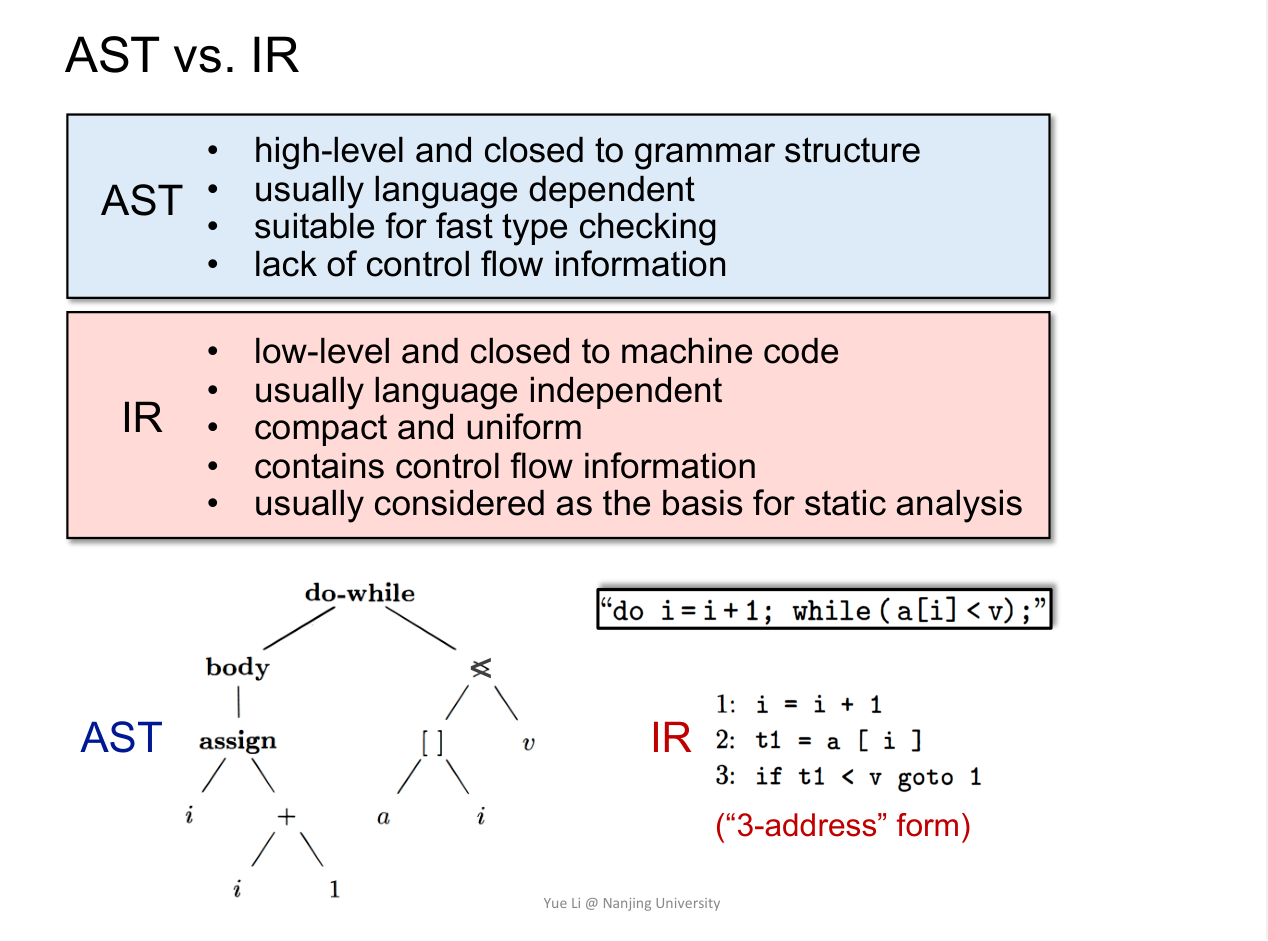 AST vs. IR
AST
• high-level and closed to grammar structure
• usually language dependent
• suitable for fast type checking
• lack of control flow information
IR
• low-level and closed to machine code
• usually language independent
• compact and uniform
• contains control flow information
• usually considered as the basis for static analysis
“do i=i+1; while(a[i]<v);”
AST
do-while
body <
assign [ ] v
i + a i
i 1
IR
1: i = i + 1
2: t1 = a [ i ]
3: if t1 < v goto 1
(“3-address” form)
Yue Li @ Nanjing University